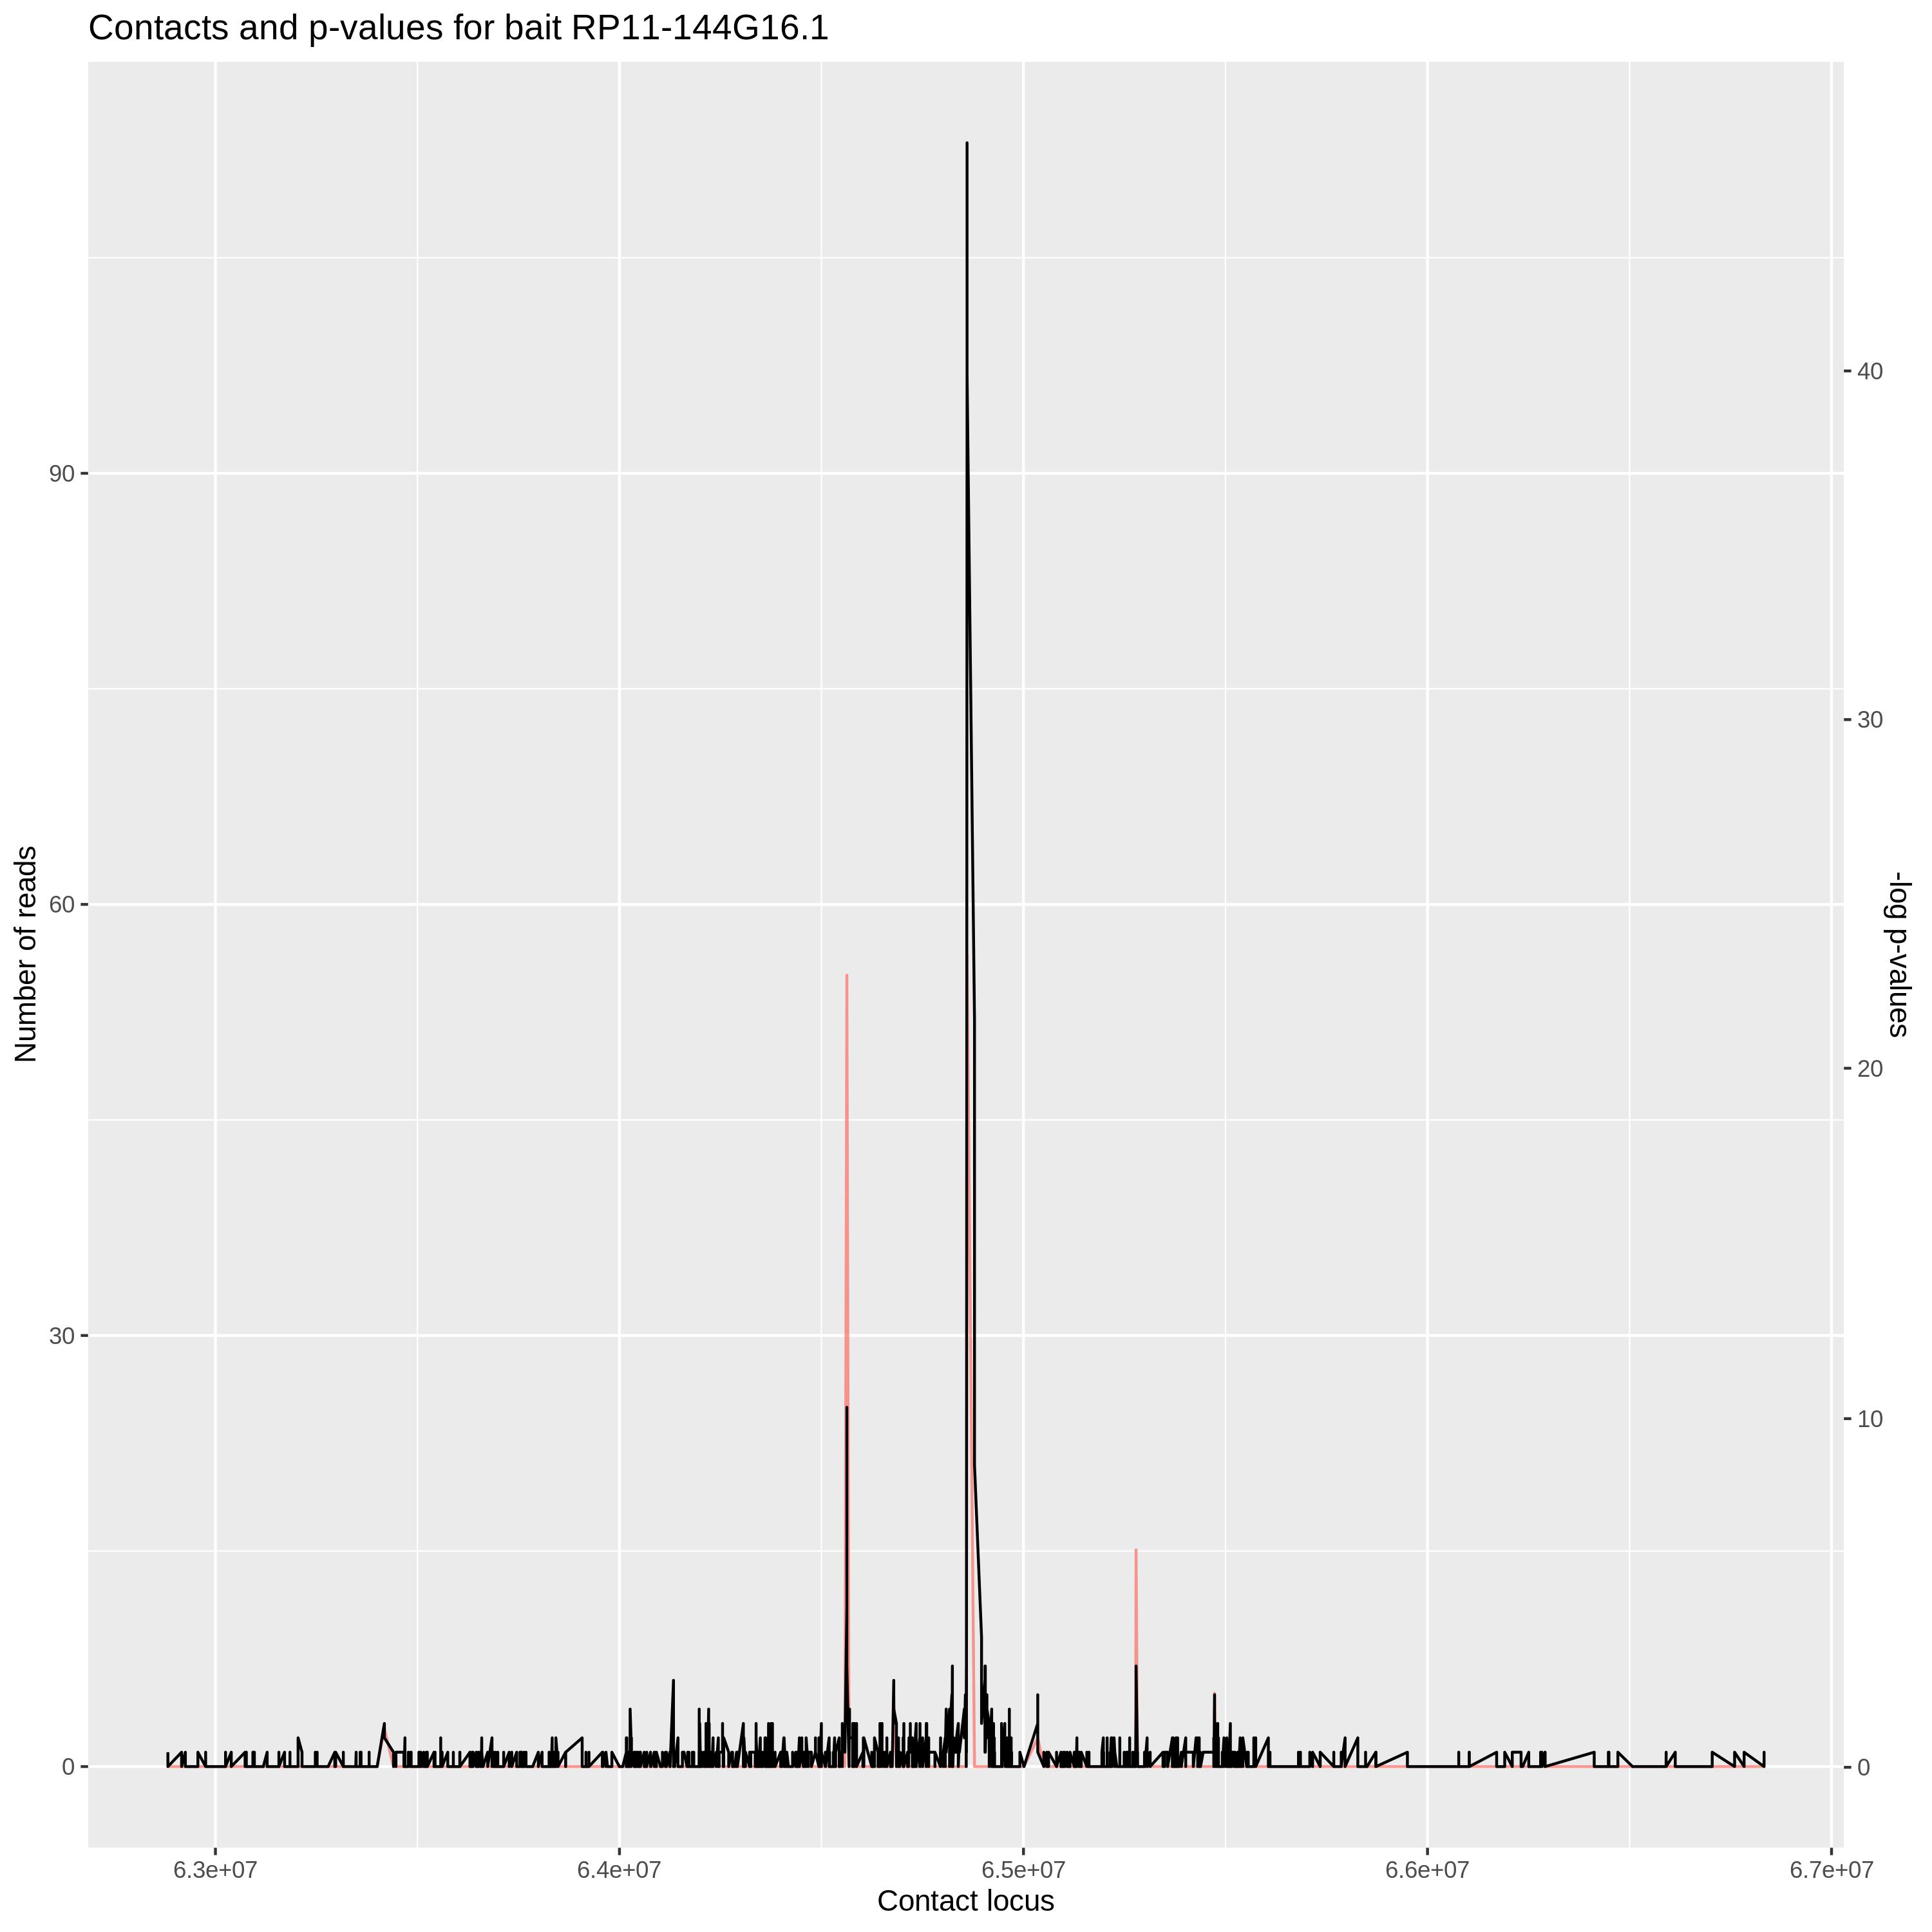 Contacts and p-values for bait RP11-144G16.1
Number of reads
90
60
30
0
40
30
20
10
0
-log p-values
6.3e+07
6.4e+07
6.5e+07
6.6e+07
6.7e+07
Contact locus